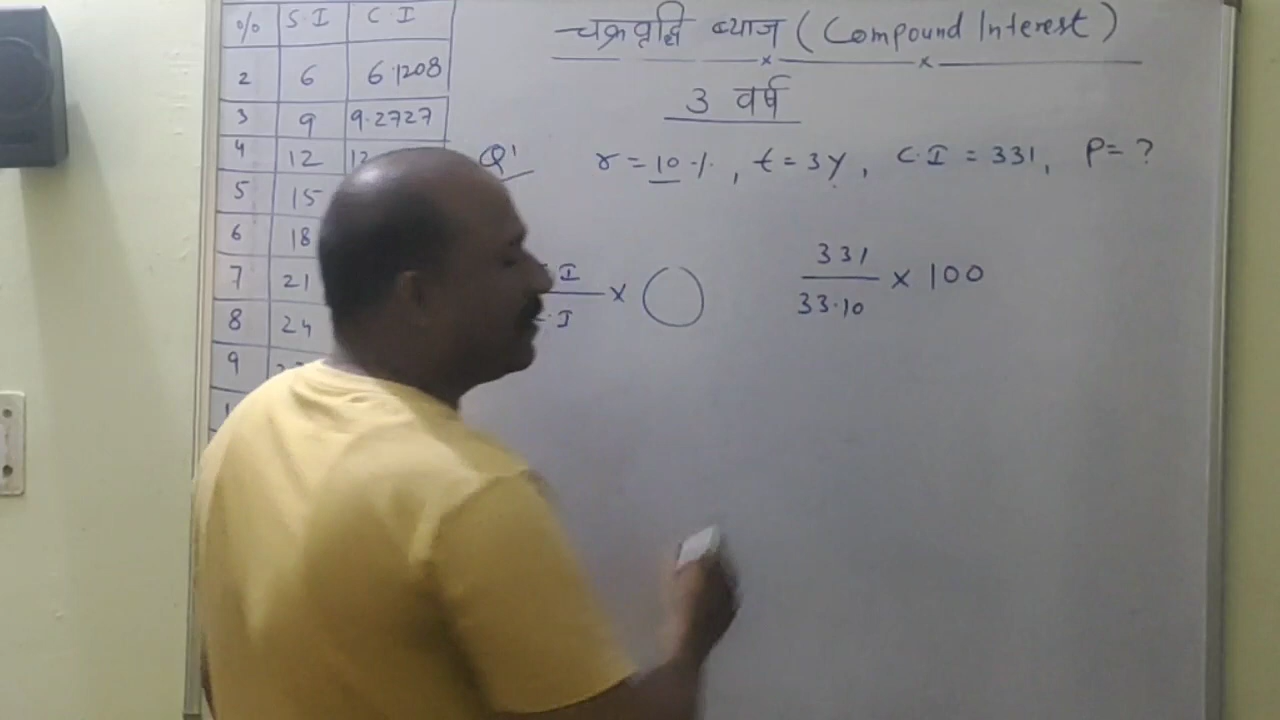 चक्रवृद्धि ब्याज (Compound Interest)
3 वर्ष
% S.I C.I
2 6 6.1208
3 9 9.2727
4 12 12
5 15
6 18
7 21
8 24
9
Q1 r = 10%, t = 3y, C.I = 331, P = ?
I
I
×
331
33.10
× 100